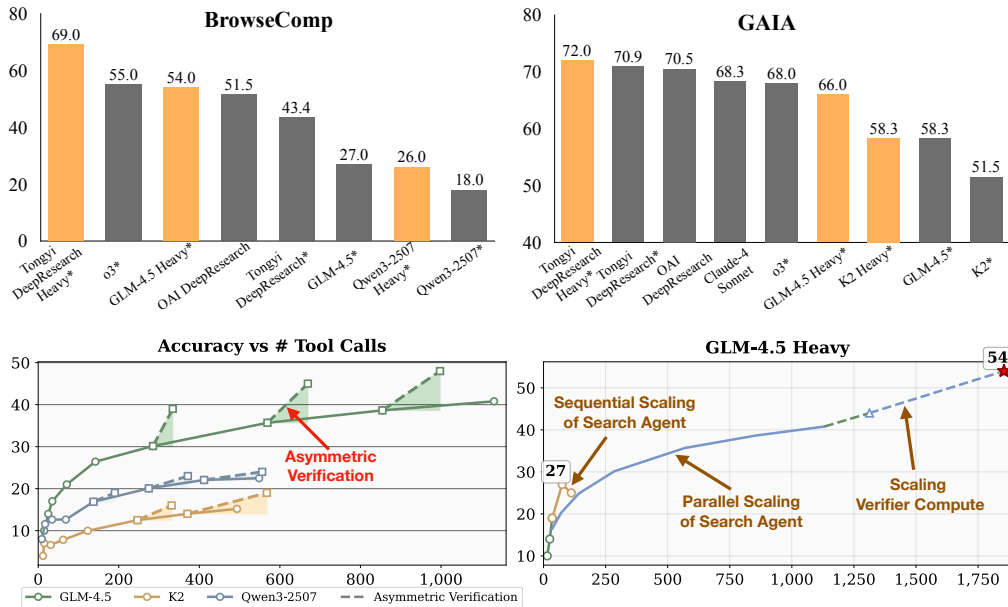 BrowseComp
80
60
40
20
0
69.0
55.0
54.0
51.5
43.4
27.0
26.0
18.0
Tongyi
DeepResearch
Heavy*
o3*
GLM-4.5 Heavy*
OAI DeepResearch
Tongyi
DeepResearch*
GLM-4.5*
Qwen3-2507
Heavy*
Qwen3-2507*
GAIA
80
70
60
50
40
72.0
70.9
70.5
68.3
68.0
66.0
58.3
58.3
51.5
Tongyi
DeepResearch
Heavy*
Tongyi
DeepResearch*
OAI
DeepResearch
Claude-4
Sonnet
o3*
GLM-4.5 Heavy*
K2 Heavy*
GLM-4.5*
K2*
Accuracy vs # Tool Calls
50
40
30
20
10
Asymmetric
Verification
0
200
400
600
800
1,000
GLM-4.5
K2
Qwen3-2507
Asymmetric Verification
GLM-4.5 Heavy
54
50
40
30
20
10
Sequential Scaling
of Search Agent
27
Parallel Scaling
of Search Agent
Scaling
Verifier Compute
0
250
500
750
1,000
1,250
1,500
1,750